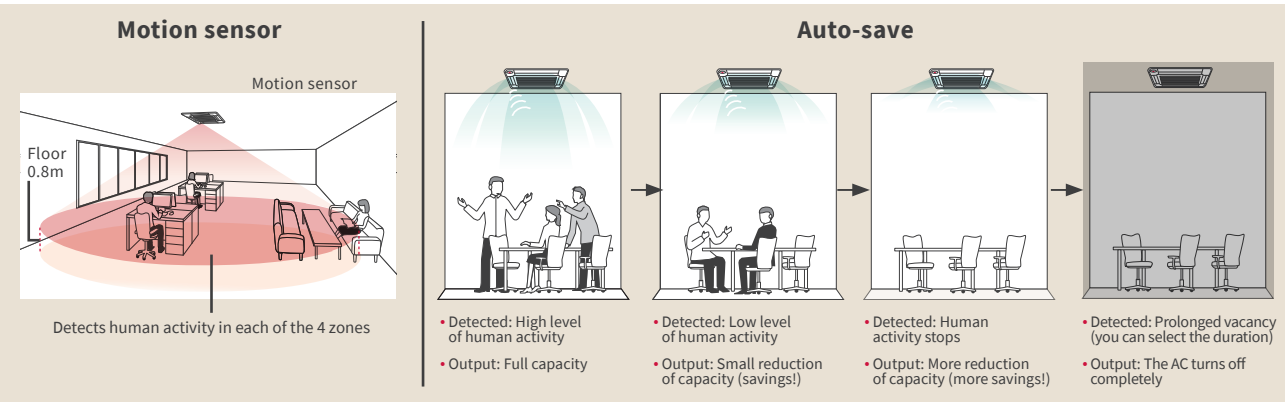 Motion sensor
Motion sensor
Floor
0.8m
Detects human activity in each of the 4 zones
Auto-save
• Detected: High level
of human activity
• Output: Full capacity
• Detected: Low level
of human activity
• Output: Small reduction
of capacity (savings!)
• Detected: Human
activity stops
• Output: More reduction
of capacity (more savings!)
• Detected: Prolonged vacancy
(you can select the duration)
• Output: The AC turns off
completely